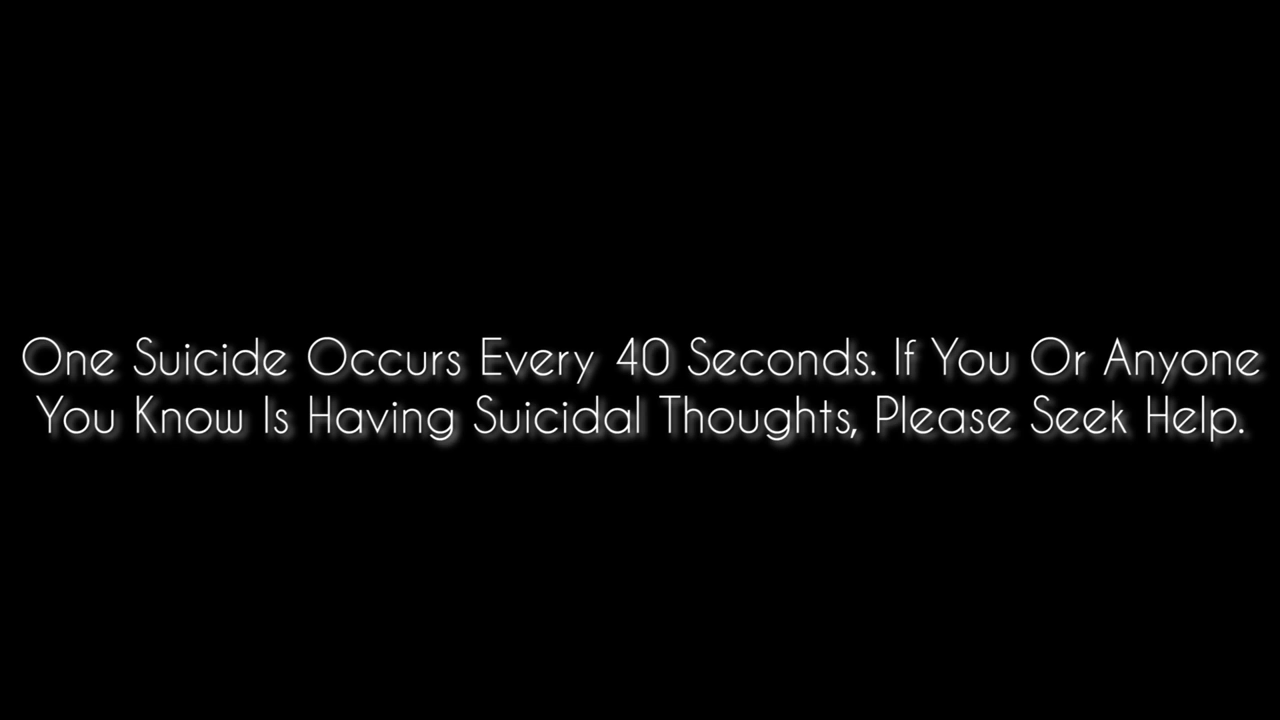 One Suicide Occurs Every 40 Seconds. If You Or Anyone
You Know Is Having Suicidal Thoughts, Please Seek Help.